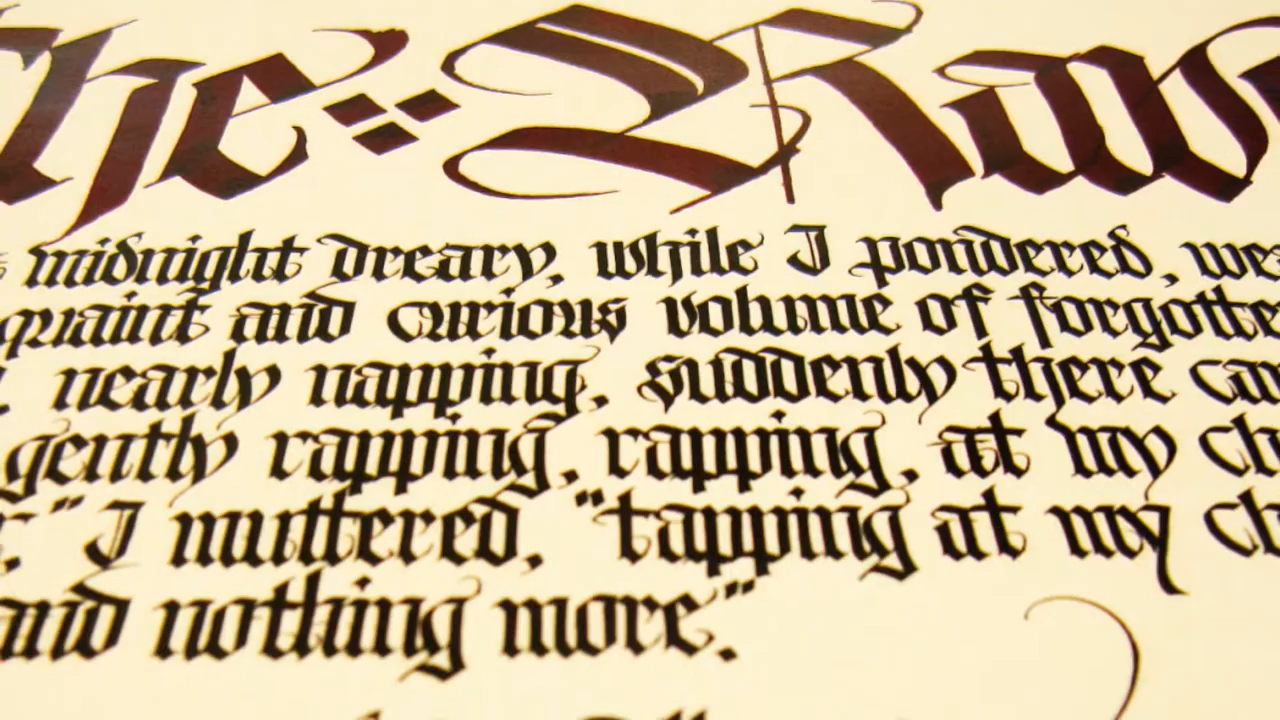 The Rav
midnight dreary, while I pondered, we
quaint and curious volume of forgotte
nearly napping, suddenly there ca
gently rapping, rapping, at my ch
" I muttered, "tapping at my ch
and nothing more".